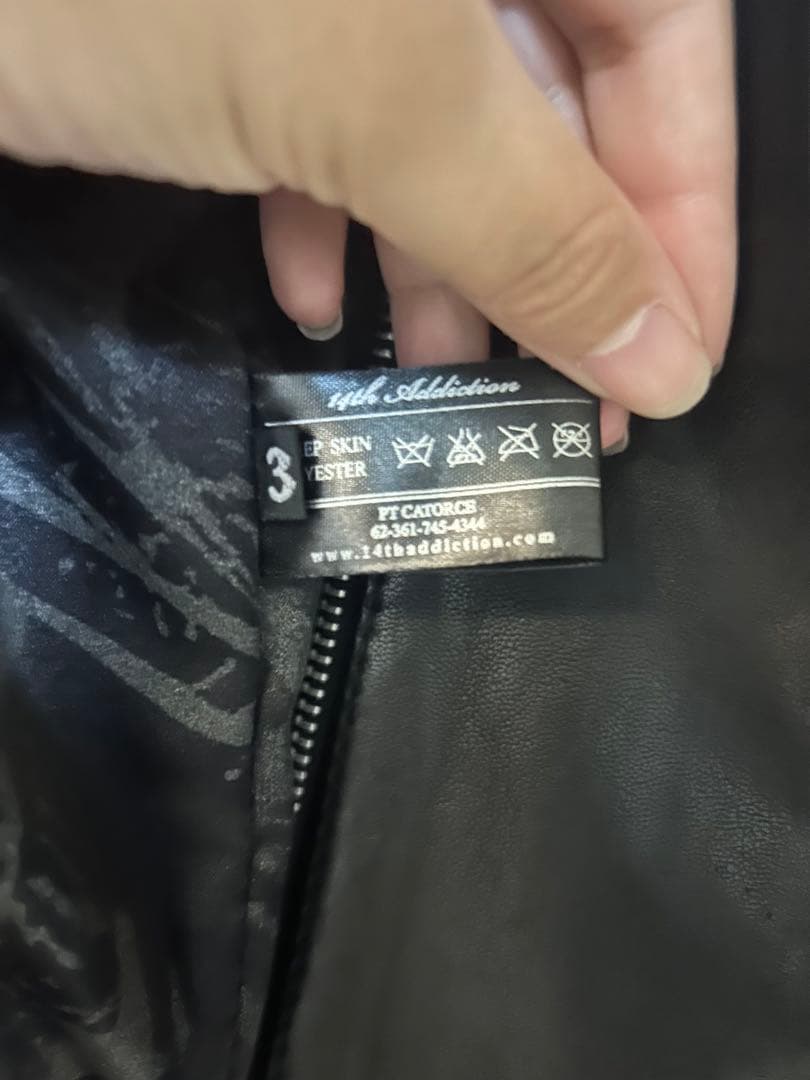 14th Addiction
3
EP SKIN
YESTER
PT CATORCE
62-361-745-4344
www.14thaddiction.com